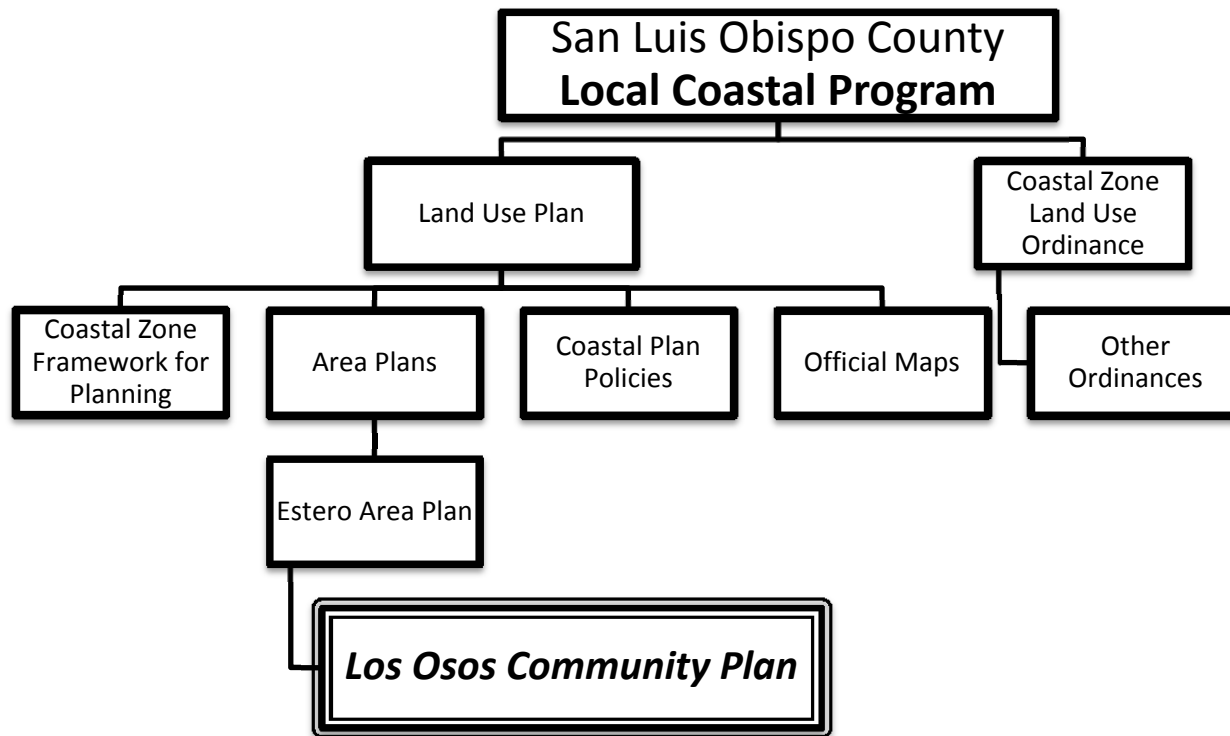 San Luis Obispo County
Local Coastal Program
Land Use Plan
Coastal Zone
Land Use
Ordinance
Coastal Zone
Framework for
Planning
Area Plans
Coastal Plan
Policies
Official Maps
Other
Ordinances
Estero Area Plan
Los Osos Community Plan